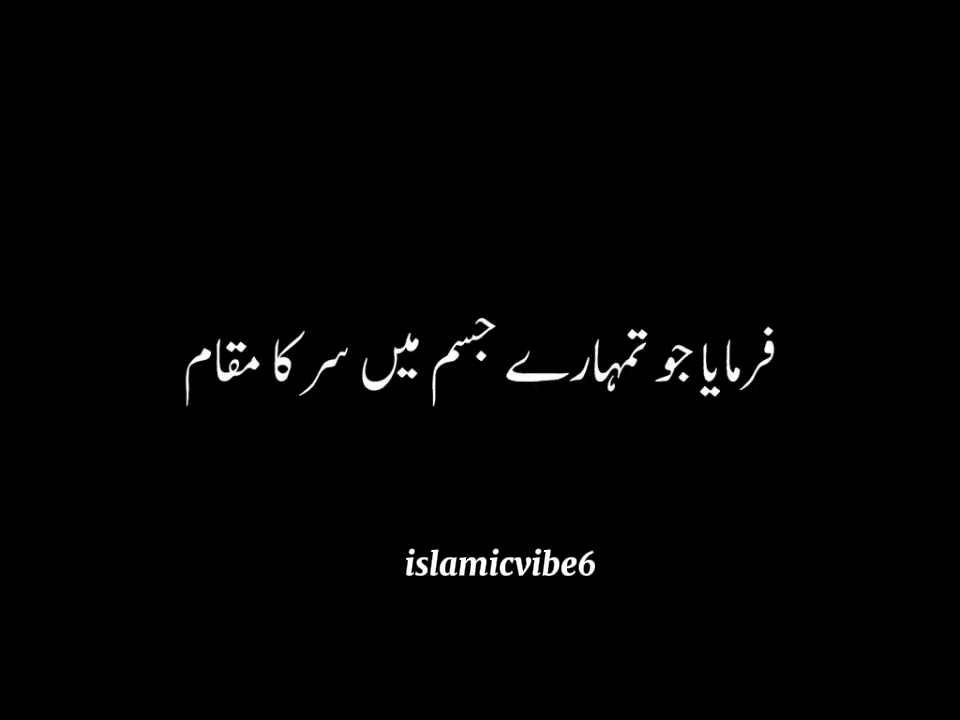 فرمایا جو تمہارے جسم میں سر کا مقام
islamicvibe6